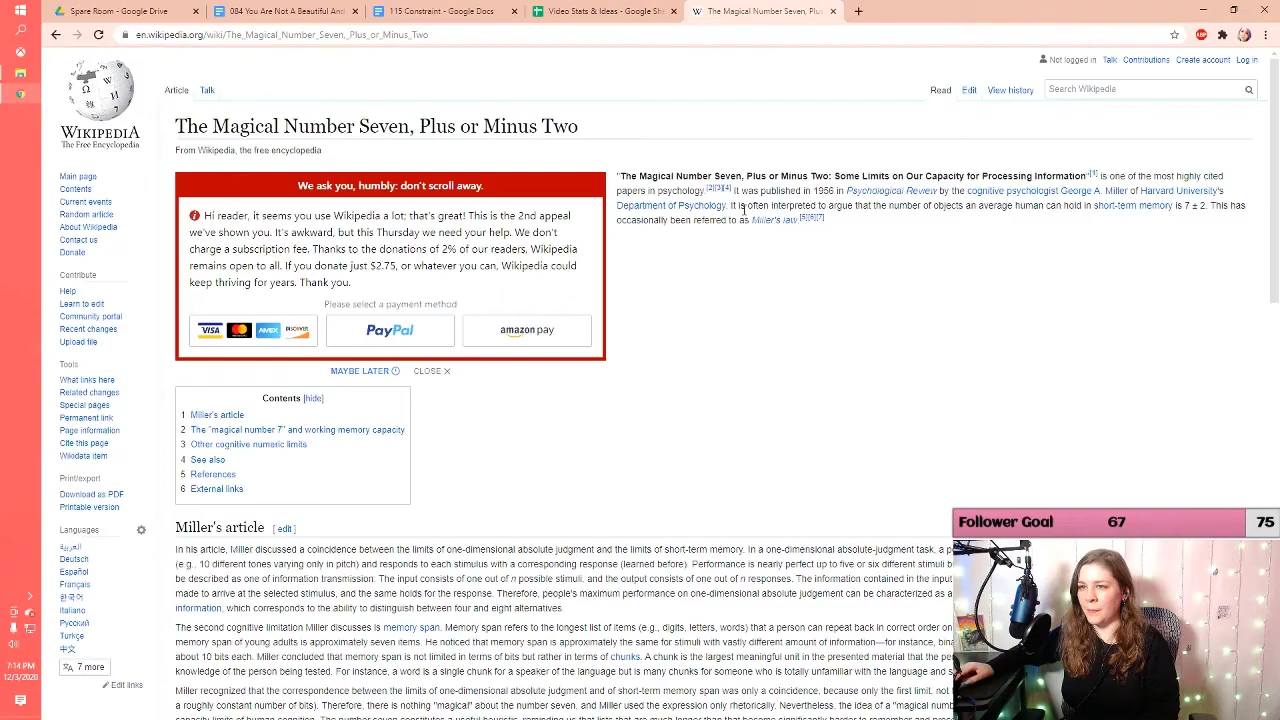 Spare Room - Google Drive
084 You Are Not A Beautiful And
115 Constraint - Google Docs
Video Stats & Ideas - Google She
The Magical Number Seven, Plus
en.wikipedia.org/wiki/The_Magical_Number_Seven,_Plus_or_Minus_Two
Not logged in Talk Contributions Create account Log in
Article Talk Read Edit View history Search Wikipedia
WIKIPEDIA
The Free Encyclopedia
The Magical Number Seven, Plus or Minus Two
From Wikipedia, the free encyclopedia
Main page
Contents
Current events
Random article
About Wikipedia
Contact us
Donate
Contribute
Help
Learn to edit
Community portal
Recent changes
Upload file
Tools
What links here
Related changes
Special pages
Permanent link
Page information
Cite this page
Wikidata item
Print/export
Download as PDF
Printable version
Languages
العربية
Deutsch
Español
Français
한국어
Italiano
Русский
Türkçe
中文
7 more
Edit links
We ask you, humbly: don't scroll away.
Hi reader, it seems you use Wikipedia a lot; that's great! This is the 2nd appeal
we've shown you. It's awkward, but this Thursday we need your help. We don't
charge a subscription fee. Thanks to the donations of 2% of our readers, Wikipedia
remains open to all. If you donate just $2.75, or whatever you can, Wikipedia could
keep thriving for years. Thank you.
Please select a payment method
VISA AMEX DISCOVER PayPal amazon pay
MAYBE LATER CLOSE
"The Magical Number Seven, Plus or Minus Two: Some Limits on Our Capacity for Processing Information"[1] is one of the most highly cited
papers in psychology.[2][3][4] It was published in 1956 in Psychological Review by the cognitive psychologist George A. Miller of Harvard University's
Department of Psychology. It is often interpreted to argue that the number of objects an average human can hold in short-term memory is 7 ± 2. This has
occasionally been referred to as Miller's law.[5][6][7]
Contents [hide]
1 Miller's article
2 The "magical number 7" and working memory capacity
3 Other cognitive numeric limits
4 See also
5 References
6 External links
Miller's article [ edit ]
In his article, Miller discussed a coincidence between the limits of one-dimensional absolute judgment and the limits of short-term memory. In a one-dimensional absolute-judgment task, a p
(e.g., 10 different tones varying only in pitch) and responds to each stimulus with a corresponding response (learned before). Performance is nearly perfect up to five or six different stimuli b
be described as one of information transmission: The input consists of one out of n possible stimuli, and the output consists of one out of n responses. The information contained in the input
made to arrive at the selected stimulus, and the same holds for the response. Therefore, people's maximum performance on one-dimensional absolute judgment can be characterized as a
information, which corresponds to the ability to distinguish between four and eight alternatives.
The second cognitive limitation Miller discusses is memory span. Memory span refers to the longest list of items (e.g., digits, letters, words) that a person can repeat back in correct order on
memory span of young adults is approximately seven items. He noticed that memory span is approximately the same for stimuli with vastly different amount of information—for instance, bina
about 10 bits each. Miller concluded that memory span is not limited in terms of bits but rather in terms of chunks. A chunk is the largest meaningful unit in the presented material that the pe
knowledge of the person being tested. For instance, a word is a single chunk for a speaker of the language but is many chunks for someone who is totally unfamiliar with the language and s
Miller recognized that the correspondence between the limits of one-dimensional absolute judgment and of short-term memory span was only a coincidence, because only the first limit, not
(a roughly constant number of bits). Therefore, there is nothing "magical" about the number seven, and Miller used the expression only rhetorically. Nevertheless, the idea of a "magical numb
Follower Goal 67 75
7:14 PM
12/3/2020